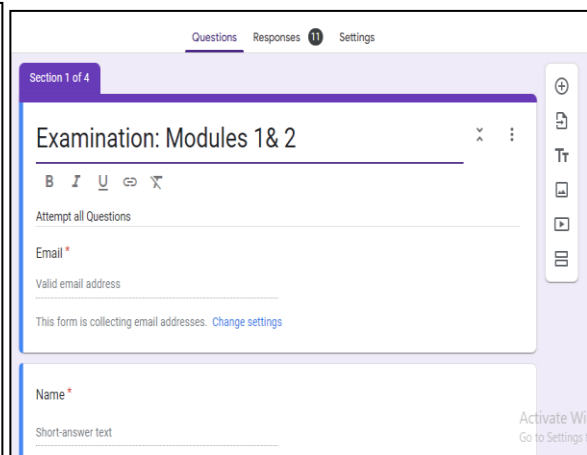 Questions Responses 11 Settings
Section 1 of 4
Examination: Modules 1& 2
B I U
Attempt all Questions
Email *
Valid email address
This form is collecting email addresses. Change settings
Name *
Short-answer text
Activate Wi
Go to Settings